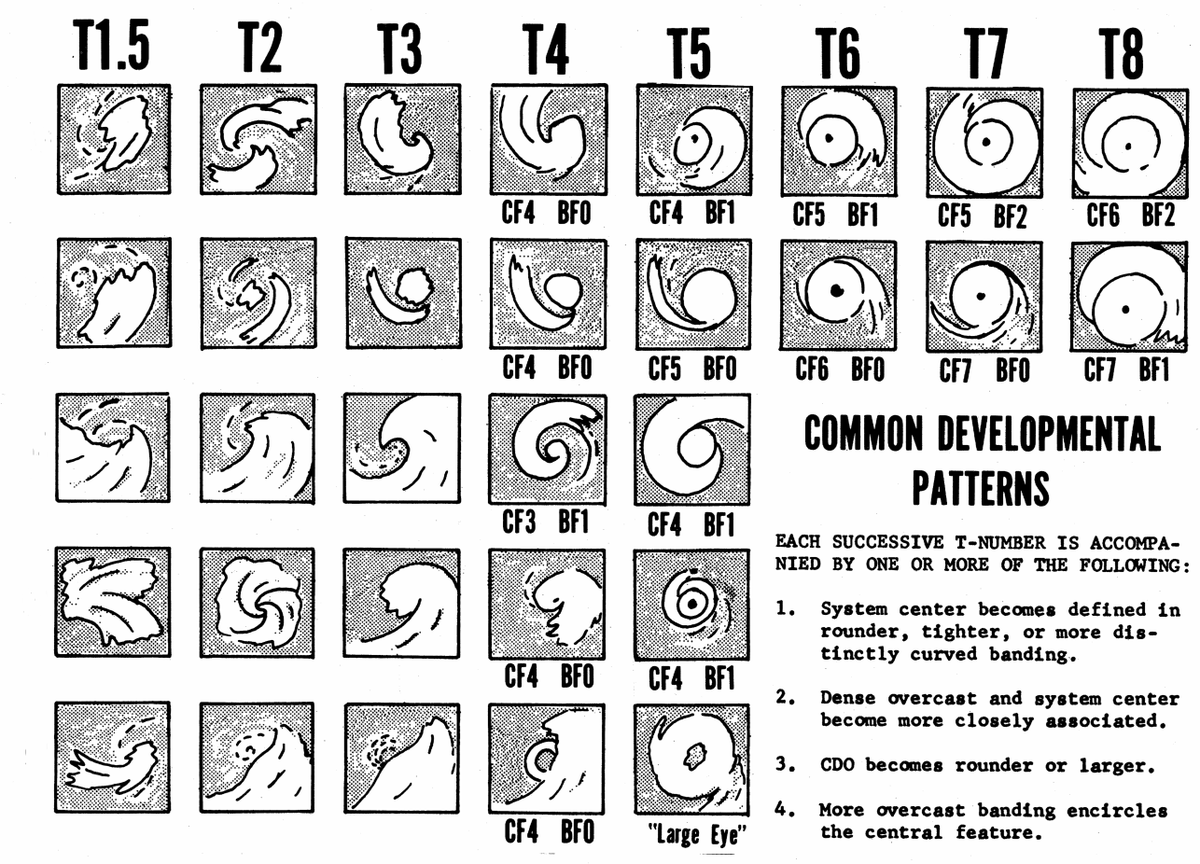 T1.5 T2 T3 T4 T5 T6 T7 T8
CF4 BF0 CF4 BF1 CF5 BF1 CF5 BF2 CF6 BF2
CF4 BF0 CF5 BF0 CF6 BF0 CF7 BF0 CF7 BF1
CF3 BF1 CF4 BF1
CF4 BF0 CF4 BF1
CF4 BF0 "Large Eye"
COMMON DEVELOPMENTAL
PATTERNS
EACH SUCCESSIVE T-NUMBER IS ACCOMPA-
NIED BY ONE OR MORE OF THE FOLLOWING:
1. System center becomes defined in
rounder, tighter, or more dis-
tinctly curved banding.
2. Dense overcast and system center
become more closely associated.
3. CDO becomes rounder or larger.
4. More overcast banding encircles
the central feature.